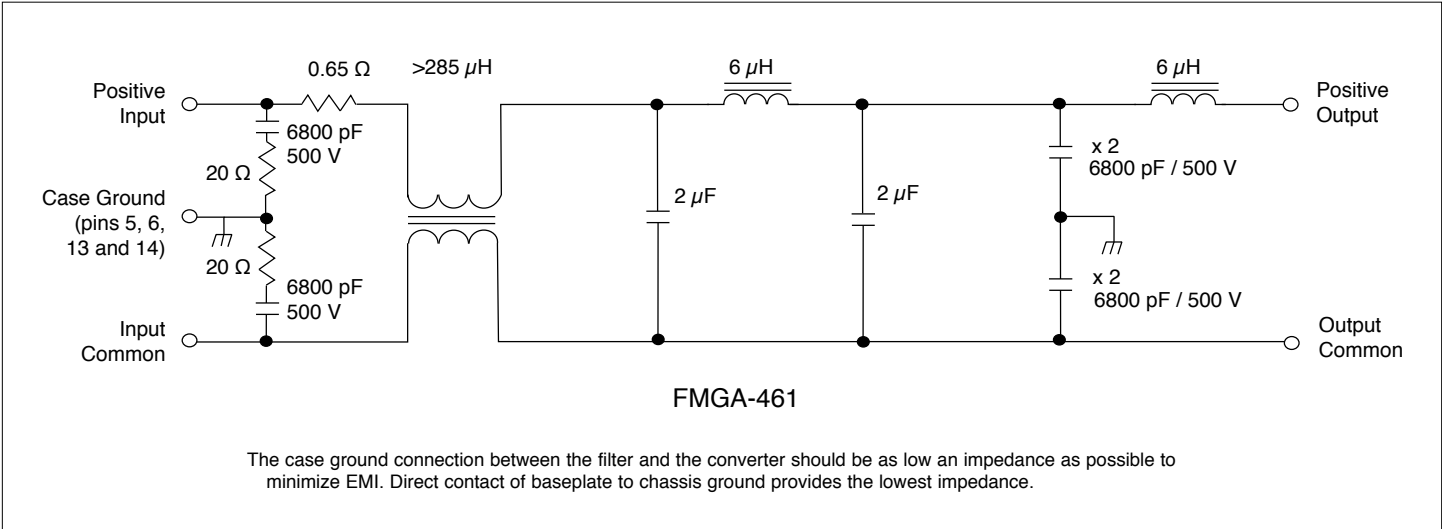 0.65 Ω
>285 µH
6 µH
6 µH
Positive
Input
Positive
Output
6800 pF
500 V
x 2
6800 pF / 500 V
20 Ω
Case Ground
(pins 5, 6,
13 and 14)
2 µF
2 µF
20 Ω
6800 pF
500 V
x 2
6800 pF / 500 V
Input
Common
Output
Common
FMGA-461
The case ground connection between the filter and the converter should be as low an impedance as possible to
minimize EMI. Direct contact of baseplate to chassis ground provides the lowest impedance.